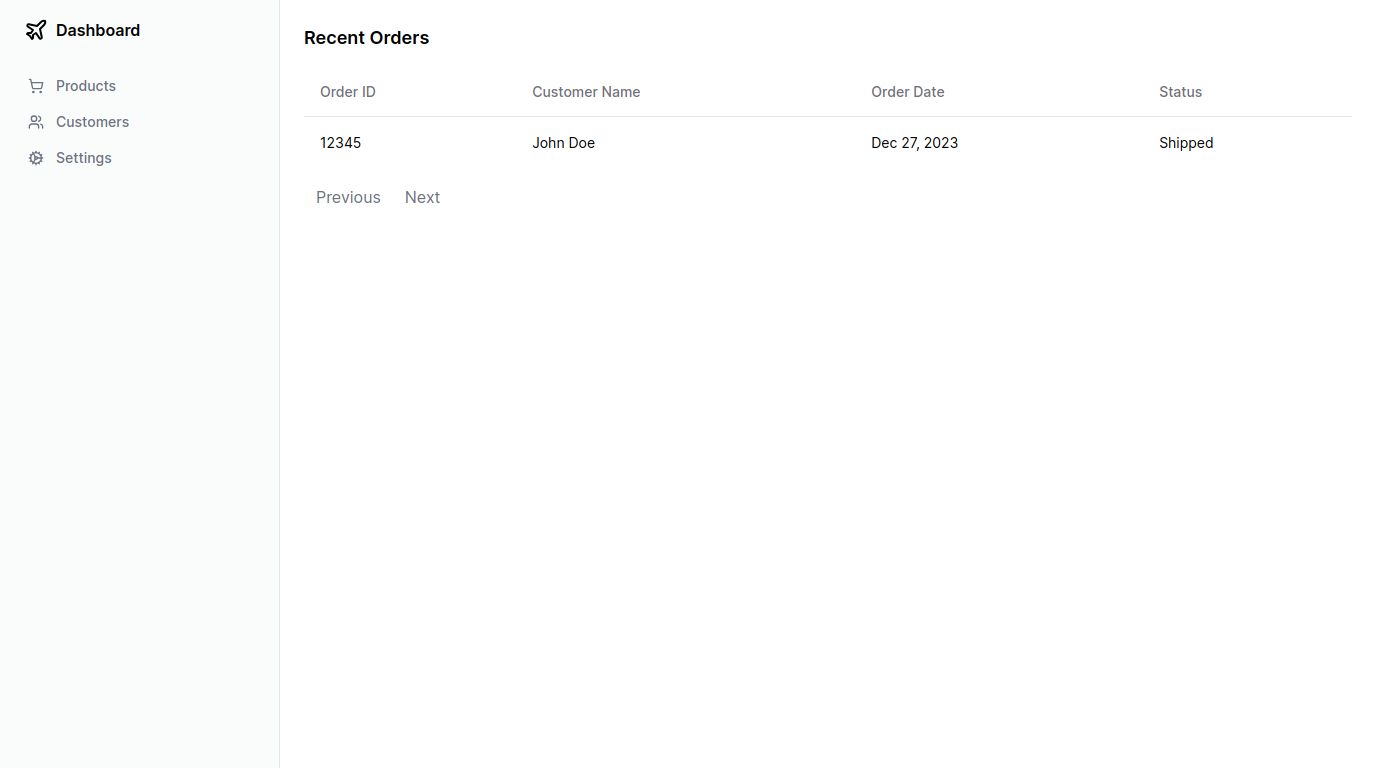 Dashboard
Products
Customers
Settings
Recent Orders
Order ID Customer Name Order Date Status
12345 John Doe Dec 27, 2023 Shipped
Previous Next